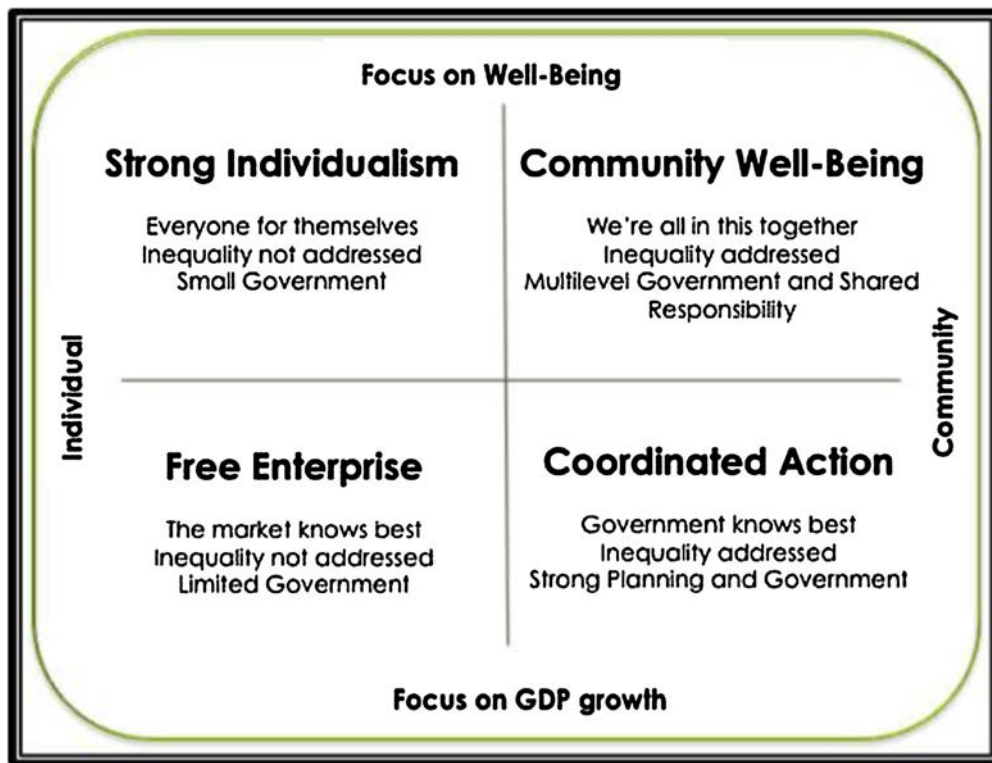 Focus on Well-Being
Strong Individualism
Everyone for themselves
Inequality not addressed
Small Government
Community Well-Being
We're all in this together
Inequality addressed
Multilevel Government and Shared
Responsibility
Individual
Community
Free Enterprise
The market knows best
Inequality not addressed
Limited Government
Coordinated Action
Government knows best
Inequality addressed
Strong Planning and Government
Focus on GDP growth